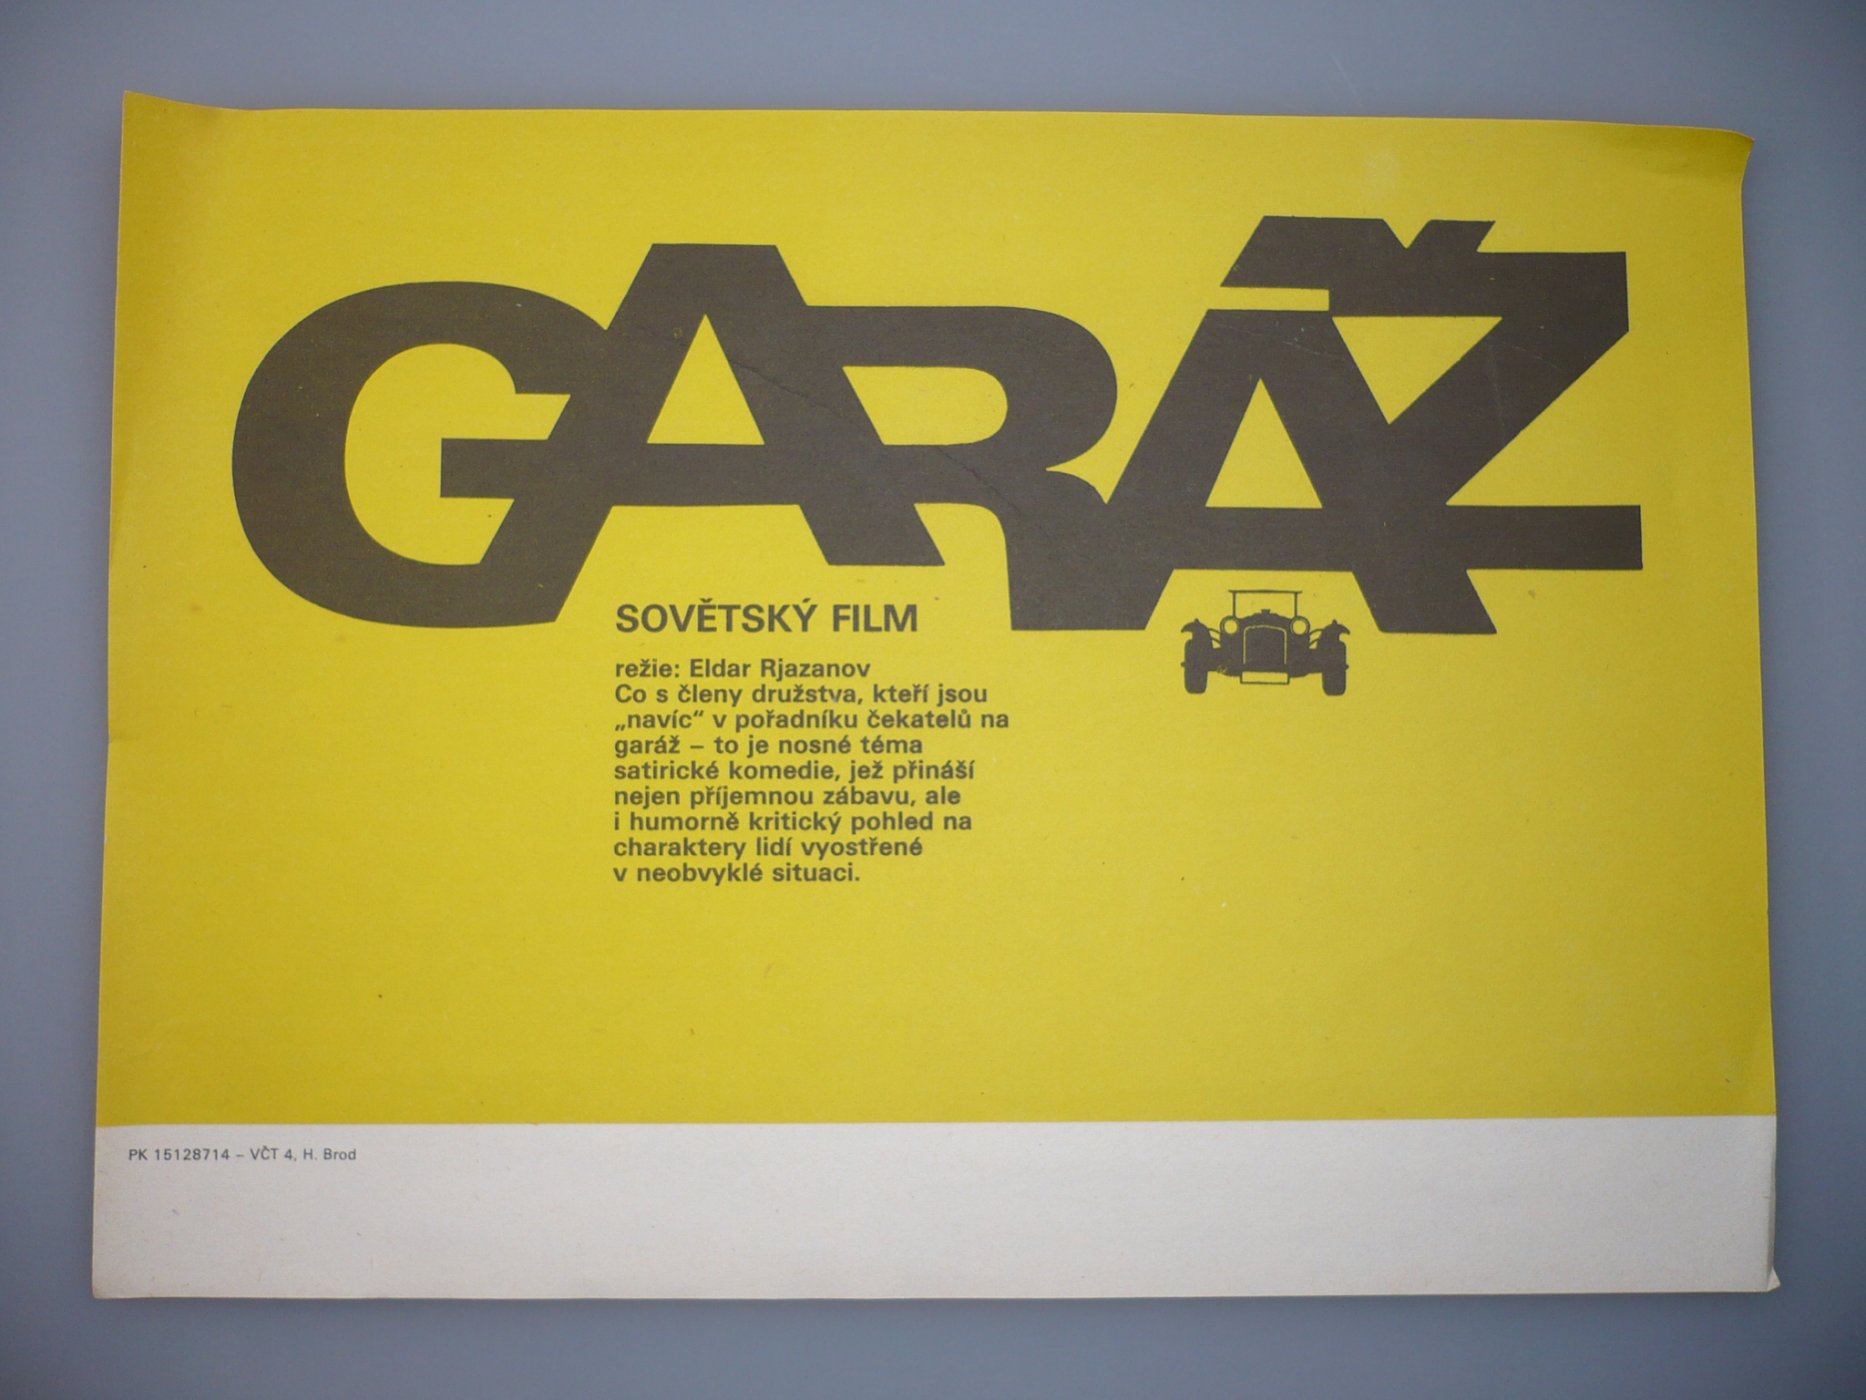 GARÁŽ
SOVĚTSKÝ FILM
režie: Eldar Rjazanov
Co s členy družstva, kteří jsou
„navíc“ v pořadníku čekatelů na
garáž – to je nosné téma
satirické komedie, jež přináší
nejen příjemnou zábavu, ale
i humorně kritický pohled na
charaktery lidí vyostřené
v neobvyklé situaci.
PK 15128714 – VČT 4, H. Brod